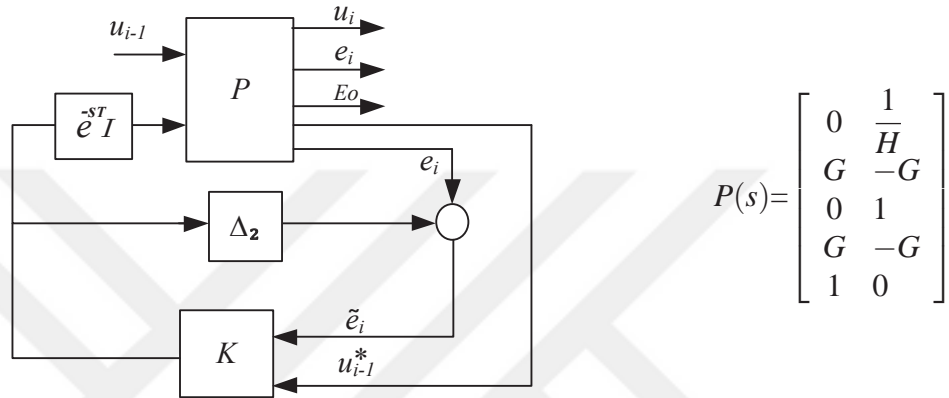 u_i
u_{i-1}
e_i
P
Eo
e^{-sT} I
e_i
Δ_2
ẽ_i
K
u^*_{i-1}
P(s)= [ 0 1/H
G −G
0 1
G −G
1 0 ]